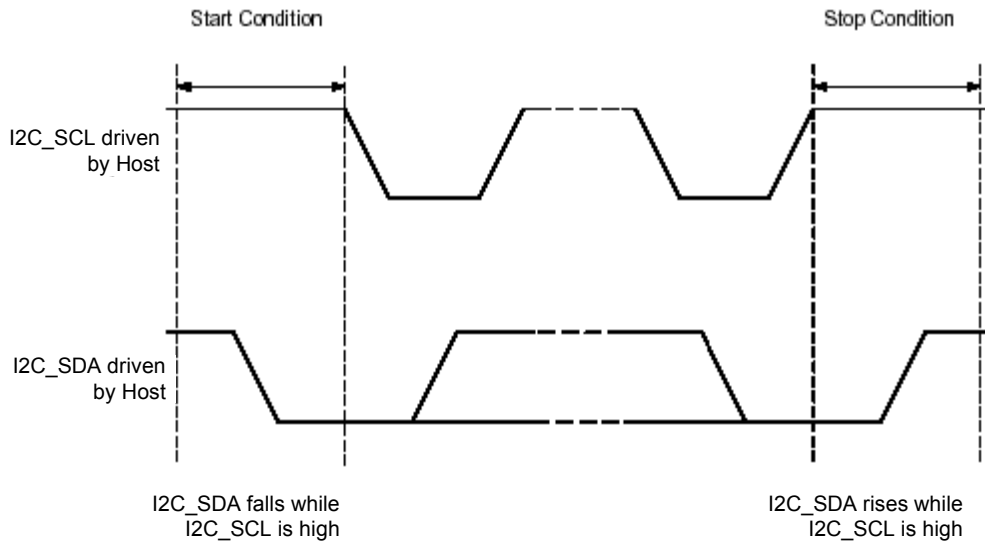 Start Condition
Stop Condition
I2C_SCL driven
by Host
I2C_SDA driven
by Host
I2C_SDA falls while
I2C_SCL is high
I2C_SDA rises while
I2C_SCL is high